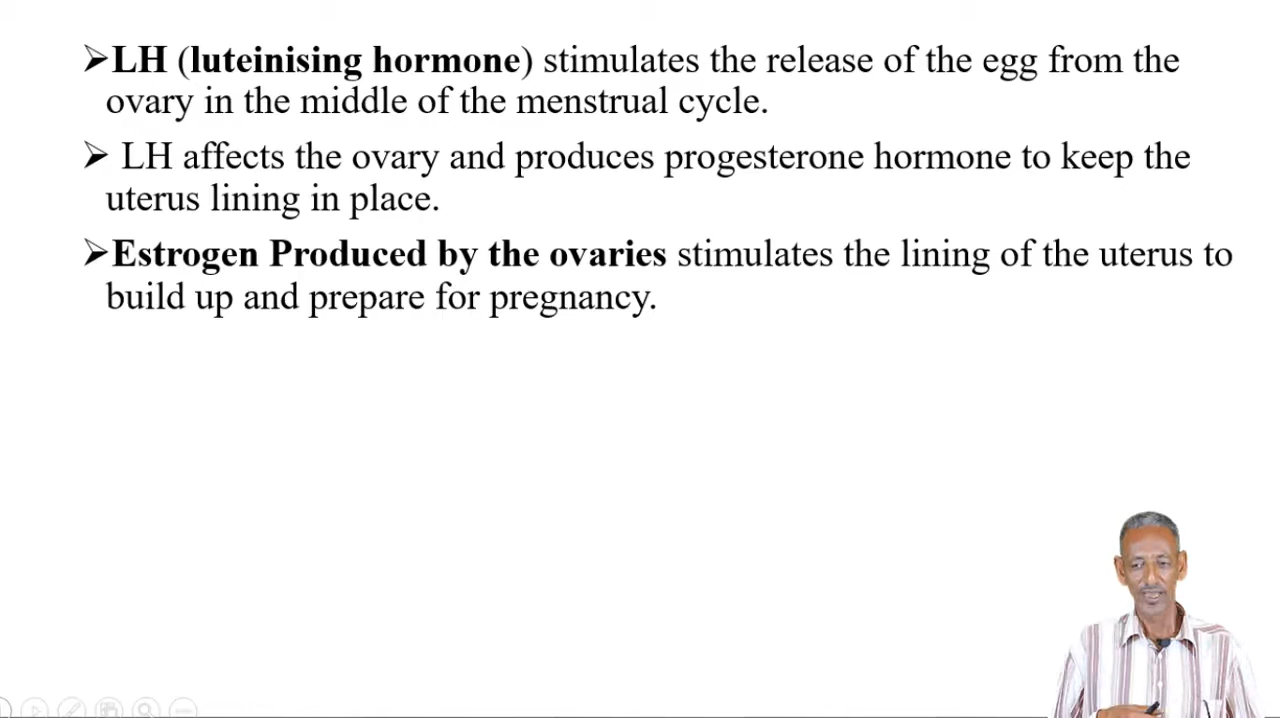 ➢LH (luteinising hormone) stimulates the release of the egg from the
ovary in the middle of the menstrual cycle.
➢ LH affects the ovary and produces progesterone hormone to keep the
uterus lining in place.
➢Estrogen Produced by the ovaries stimulates the lining of the uterus to
build up and prepare for pregnancy.